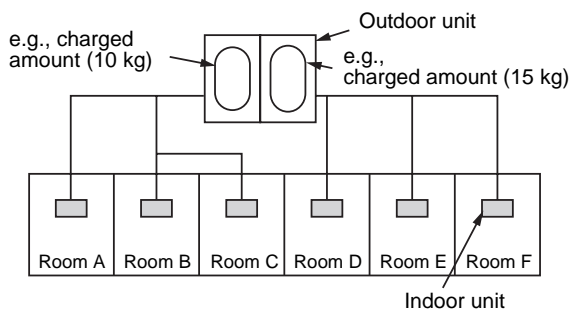 Outdoor unit
e.g., charged
amount (10 kg)
e.g.,
charged amount (15 kg)
Room A
Room B
Room C
Room D
Room E
Room F
Indoor unit